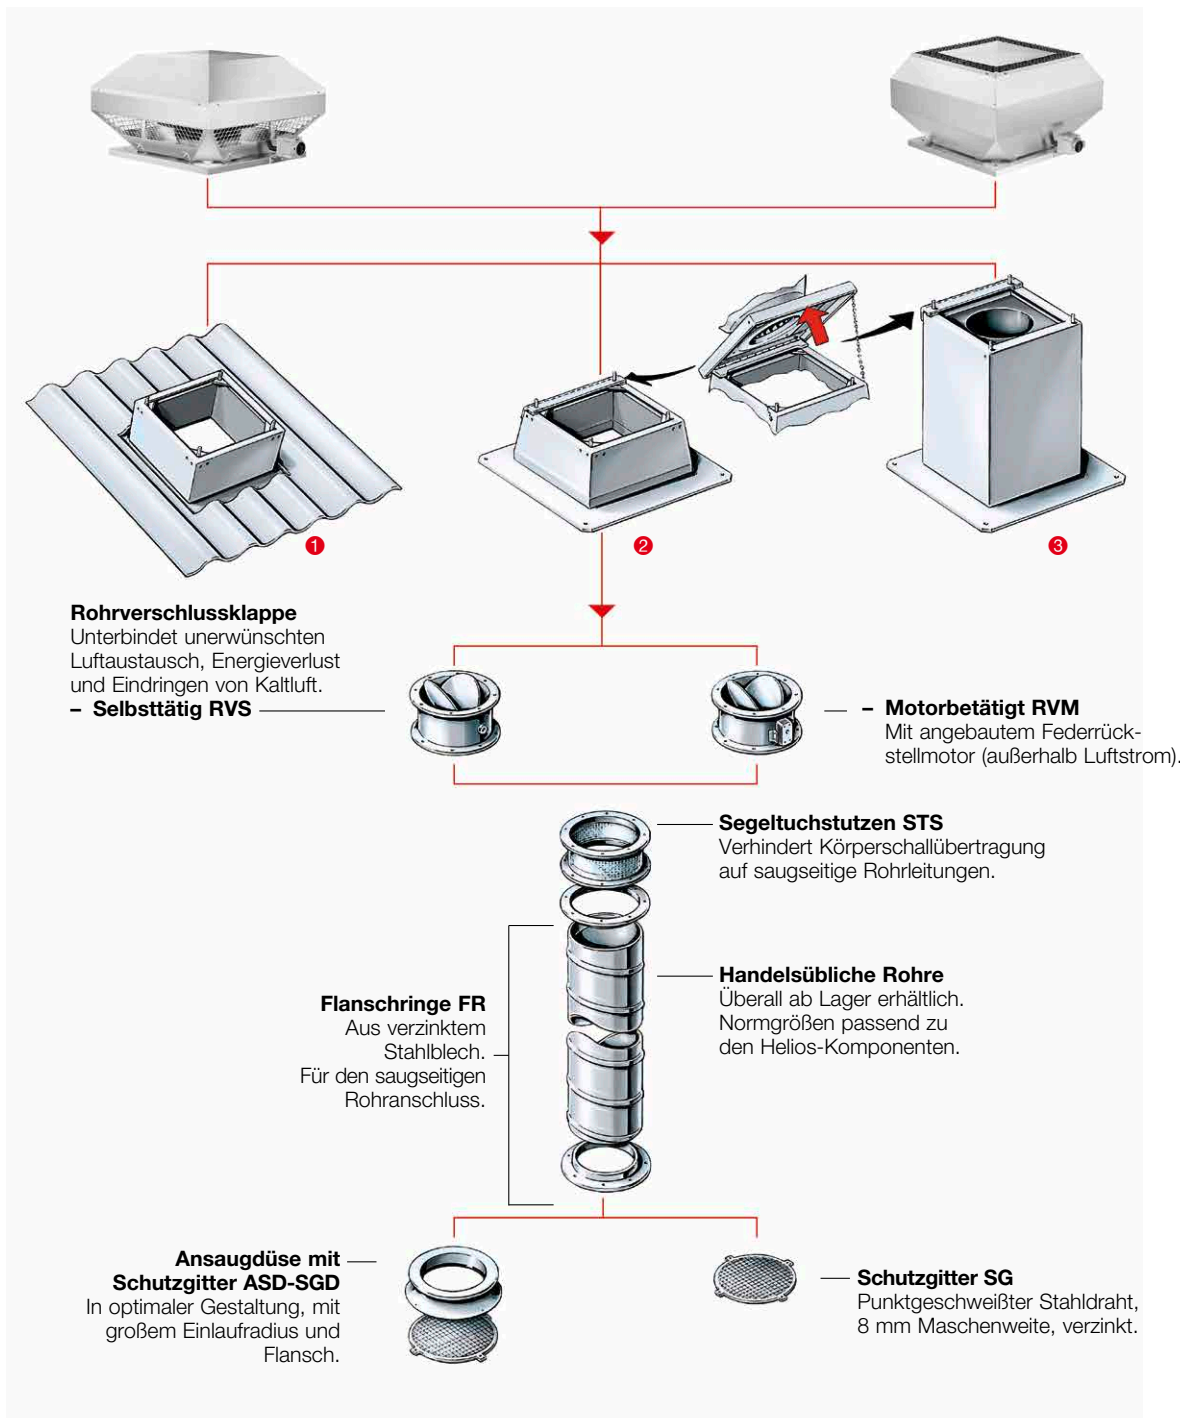 ❶
❷
❸
Rohrverschlussklappe
Unterbindet unerwünschten
Luftaustausch, Energieverlust
und Eindringen von Kaltluft.
– Selbsttätig RVS
– Motorbetätigt RVM
Mit angebautem Federrück-
stellmotor (außerhalb Luftstrom).
Segeltuchstutzen STS
Verhindert Körperschallübertragung
auf saugseitige Rohrleitungen.
Flanschringe FR
Aus verzinktem
Stahlblech.
Für den saugseitigen
Rohranschluss.
Handelsübliche Rohre
Überall ab Lager erhältlich.
Normgrößen passend zu
den Helios-Komponenten.
Ansaugdüse mit
Schutzgitter ASD-SGD
In optimaler Gestaltung, mit
großem Einlaufradius und
Flansch.
Schutzgitter SG
Punktgeschweißter Stahldraht,
8 mm Maschenweite, verzinkt.